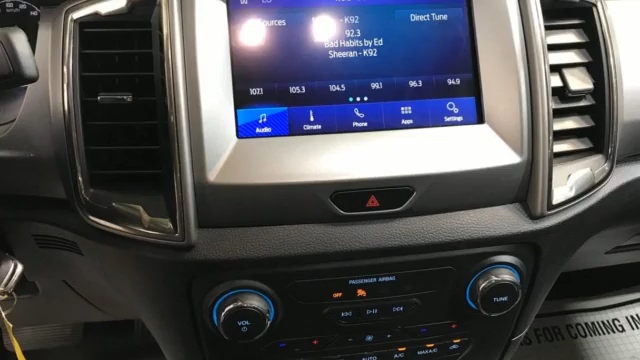 Sources
- K92
Direct Tune
92.3
Bad Habits by Ed
Sheeran - K92
107.1 105.3 104.5 99.1 96.3 94.9
Audio Climate Phone Apps Settings
PASSENGER AIRBAG
OFF
VOL
TUNE
AUTO A/C MAX A/C
FOR COMING IN